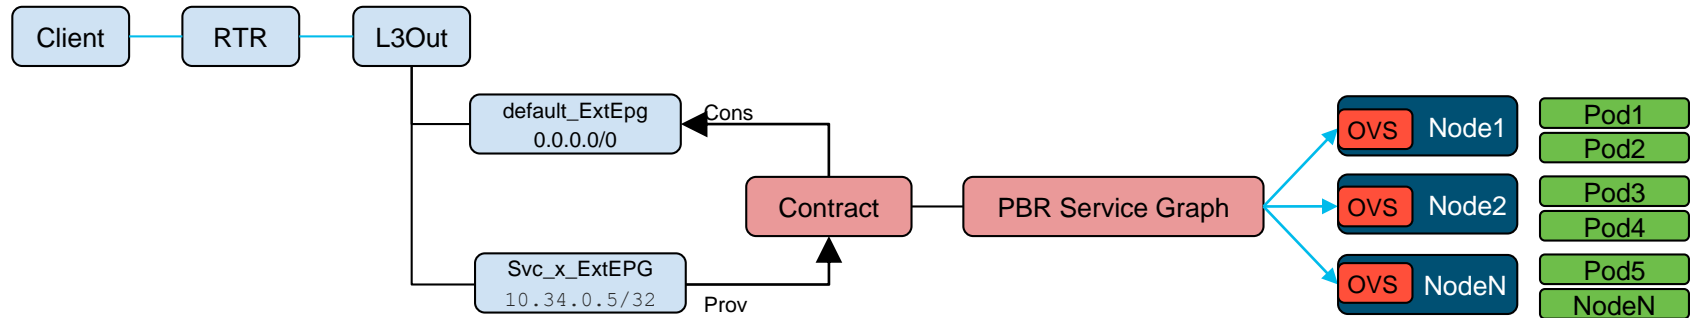 Client
RTR
L3Out
default_ExtEpg
0.0.0.0/0
Cons
Svc_x_ExtEPG
10.34.0.5/32
Prov
Contract
PBR Service Graph
OVS
Node1
Pod1
Pod2
OVS
Node2
Pod3
Pod4
OVS
NodeN
Pod5
NodeN